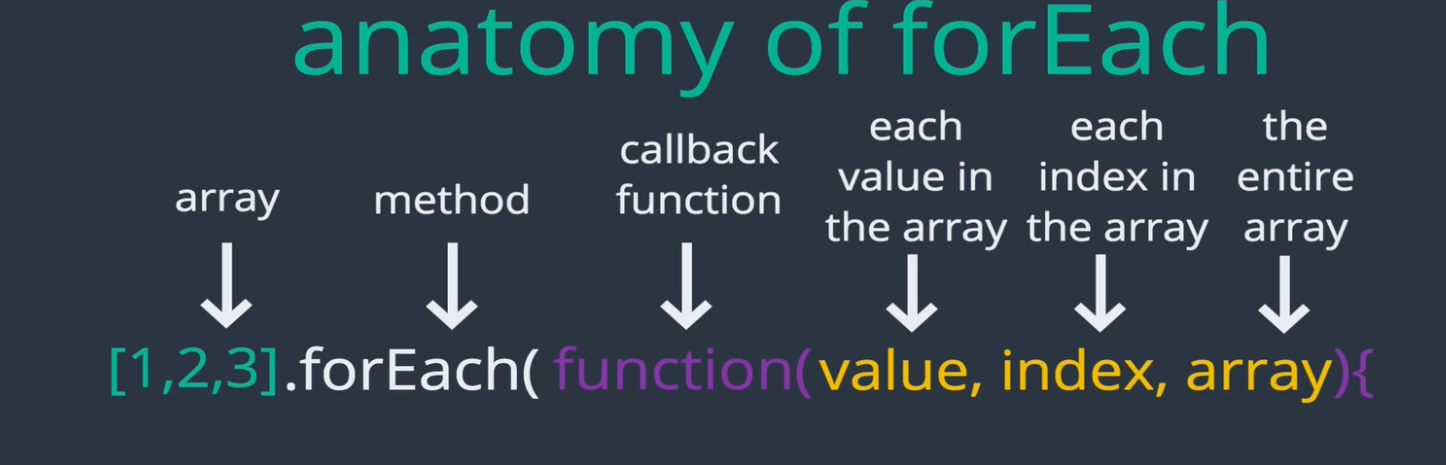 anatomy of forEach
array
method
callback
function
each
value in
the array
each
index in
the array
the
entire
array
[1,2,3].forEach( function(value, index, array){